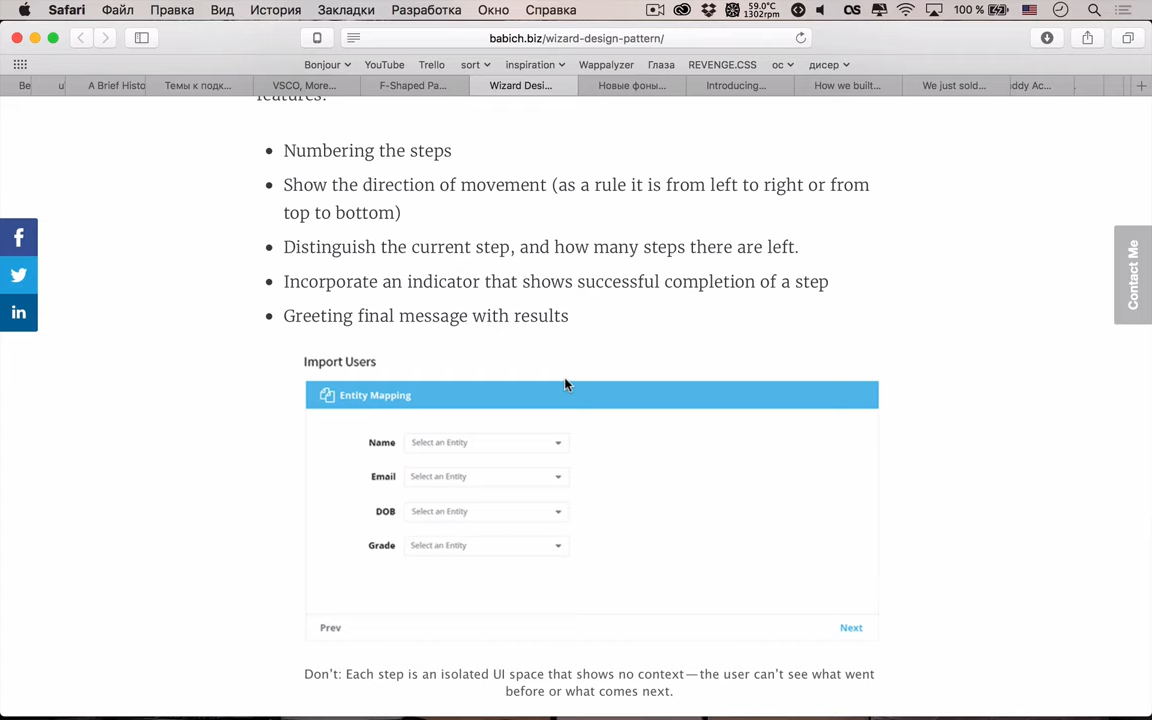 Safari Файл Правка Вид История Закладки Разработка Окно Справка 59.0°C 1302rpm 100 %
babich.biz/wizard-design-pattern/
Bonjour YouTube Trello sort inspiration Wappalyzer Глаза REVENGE.CSS ос дисер
Be u A Brief Histo Темы к подк... VSCO, More... F-Shaped Pa... Wizard Desi... Новые фоны... Introducing... How we built... We just sold... ddy Ac...
features:
Numbering the steps
Show the direction of movement (as a rule it is from left to right or from
top to bottom)
Distinguish the current step, and how many steps there are left.
Incorporate an indicator that shows successful completion of a step
Greeting final message with results
Contact Me
Import Users
Entity Mapping
Name Select an Entity
Email Select an Entity
DOB Select an Entity
Grade Select an Entity
Prev Next
Don't: Each step is an isolated UI space that shows no context—the user can't see what went
before or what comes next.